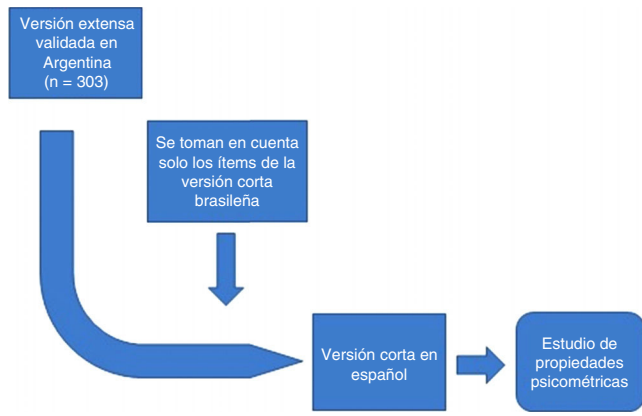 Versión extensa
validada en
Argentina
(n = 303)
Se toman en cuenta
solo los ítems de la
versión corta
brasileña
Versión corta en
español
Estudio de
propiedades
psicométricas